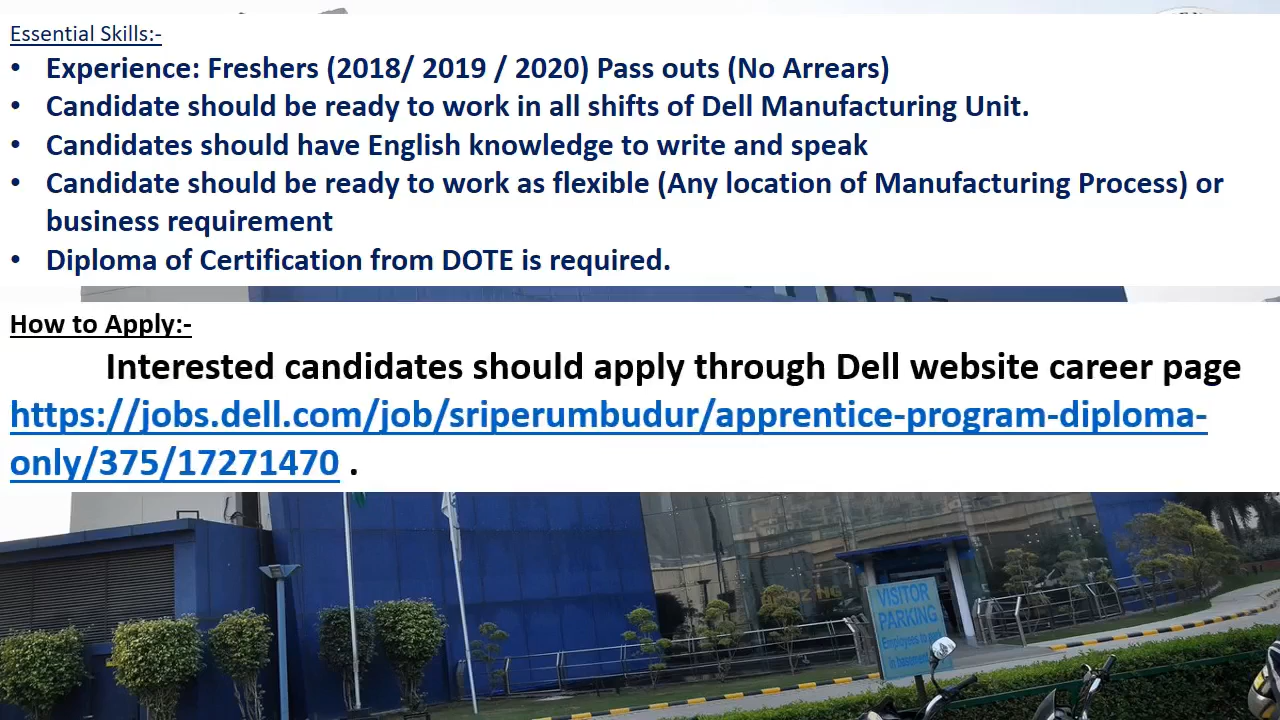 Essential Skills:-
• Experience: Freshers (2018/ 2019 / 2020) Pass outs (No Arrears)
• Candidate should be ready to work in all shifts of Dell Manufacturing Unit.
• Candidates should have English knowledge to write and speak
• Candidate should be ready to work as flexible (Any location of Manufacturing Process) or
business requirement
• Diploma of Certification from DOTE is required.
How to Apply:-
Interested candidates should apply through Dell website career page
https://jobs.dell.com/job/sriperumbudur/apprentice-program-diploma-
only/375/17271470 .
VISITOR
PARKING
Employees to park